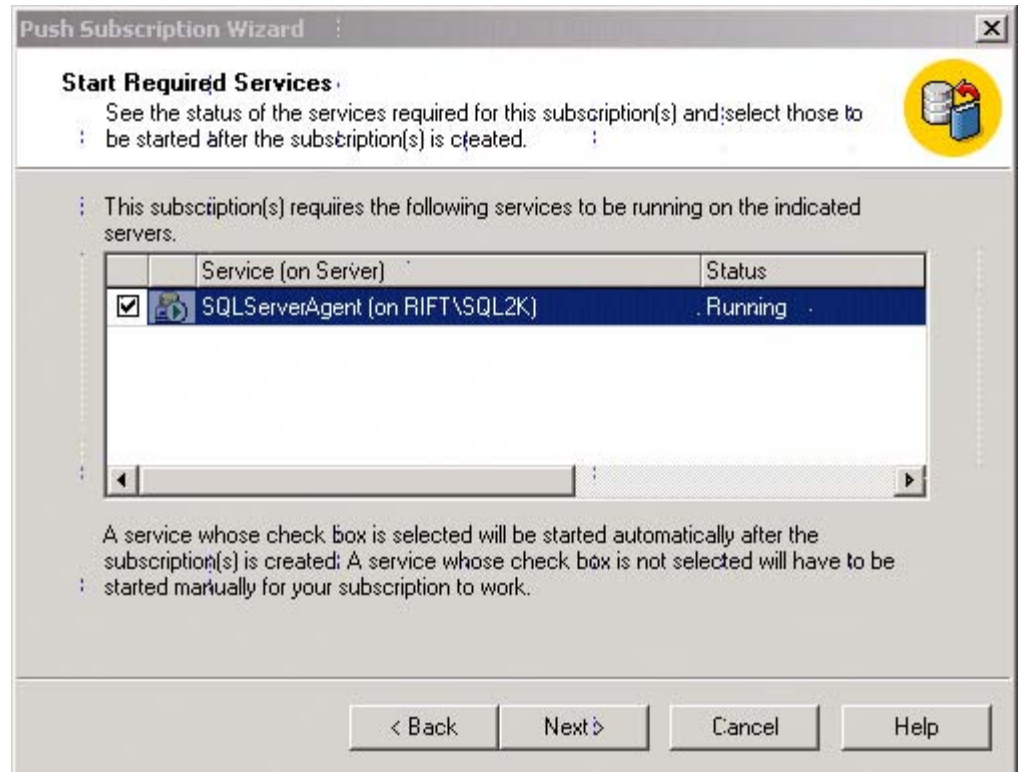 Push Subscription Wizard
Start Required Services
See the status of the services required for this subscription(s) and select those to
be started after the subscription(s) is created.
This subscription(s) requires the following services to be running on the indicated
servers.
Service (on Server) Status
SQLServerAgent (on RIFT\SQL2K) Running
A service whose check box is selected will be started automatically after the
subscription(s) is created. A service whose check box is not selected will have to be
started manually for your subscription to work.
< Back Next > Cancel Help